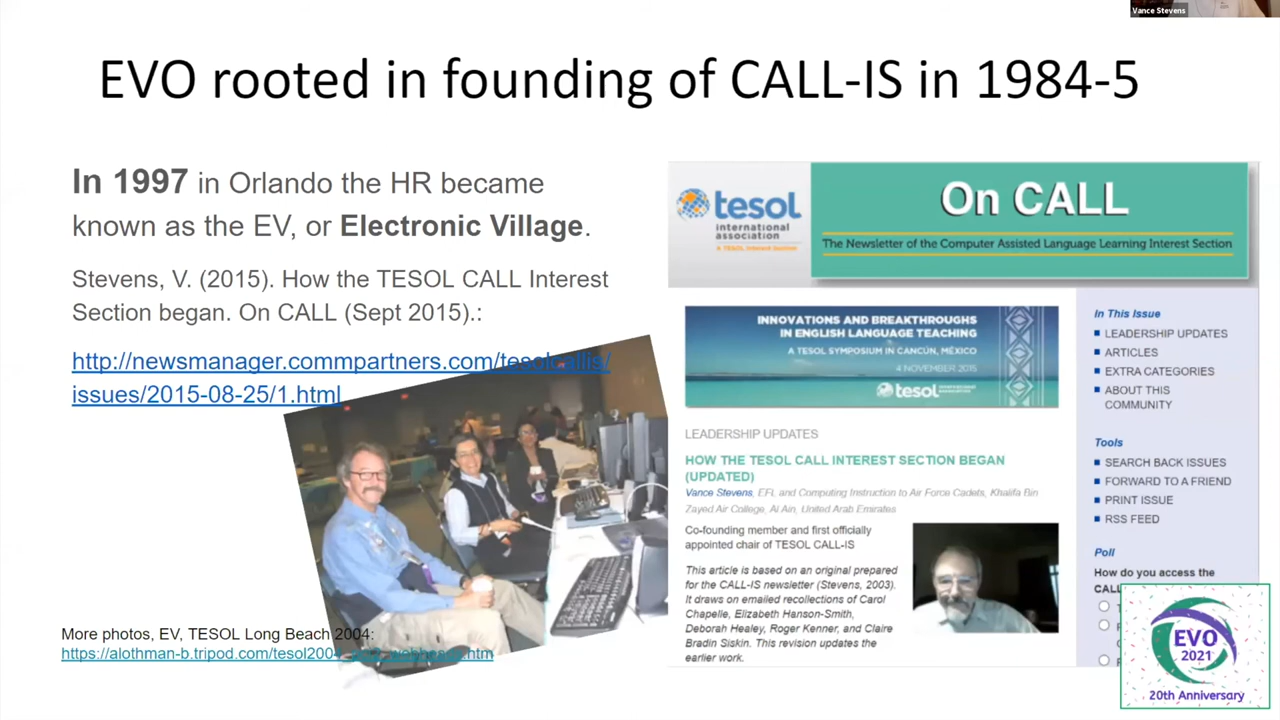 Vance Stevens
EVO rooted in founding of CALL-IS in 1984-5
In 1997 in Orlando the HR became
known as the EV, or Electronic Village.
Stevens, V. (2015). How the TESOL CALL Interest
Section began. On CALL (Sept 2015).:
http://newsmanager.commpartners.com/tesolcallis/
issues/2015-08-25/1.html
More photos, EV, TESOL Long Beach 2004:
https://alothman-b.tripod.com/tesol2004
tesol
international
association
A TESOL Interest Section
On CALL
The Newsletter of the Computer Assisted Language Learning Interest Section
INNOVATIONS AND BREAKTHROUGHS
IN ENGLISH LANGUAGE TEACHING
A TESOL SYMPOSIUM IN CANCÚN, MÉXICO
4 NOVEMBER 2015
tesol
LEADERSHIP UPDATES
HOW THE TESOL CALL INTEREST SECTION BEGAN
(UPDATED)
Vance Stevens, EFL and Computing Instruction to Air Force Cadets, Khalifa Bin
Zayed Air College, Al Ain, United Arab Emirates
Co-founding member and first officially
appointed chair of TESOL CALL-IS
This article is based on an original prepared
for the CALL-IS newsletter (Stevens, 2003).
It draws on emailed recollections of Carol
Chapelle, Elizabeth Hanson-Smith,
Deborah Healey, Roger Kenner, and Claire
Bradin Siskin. This revision updates the
earlier work.
In This Issue
LEADERSHIP UPDATES
ARTICLES
EXTRA CATEGORIES
ABOUT THIS
COMMUNITY
Tools
SEARCH BACK ISSUES
FORWARD TO A FRIEND
PRINT ISSUE
RSS FEED
Poll
How do you access the
CALL
EVO
2021
20th Anniversary